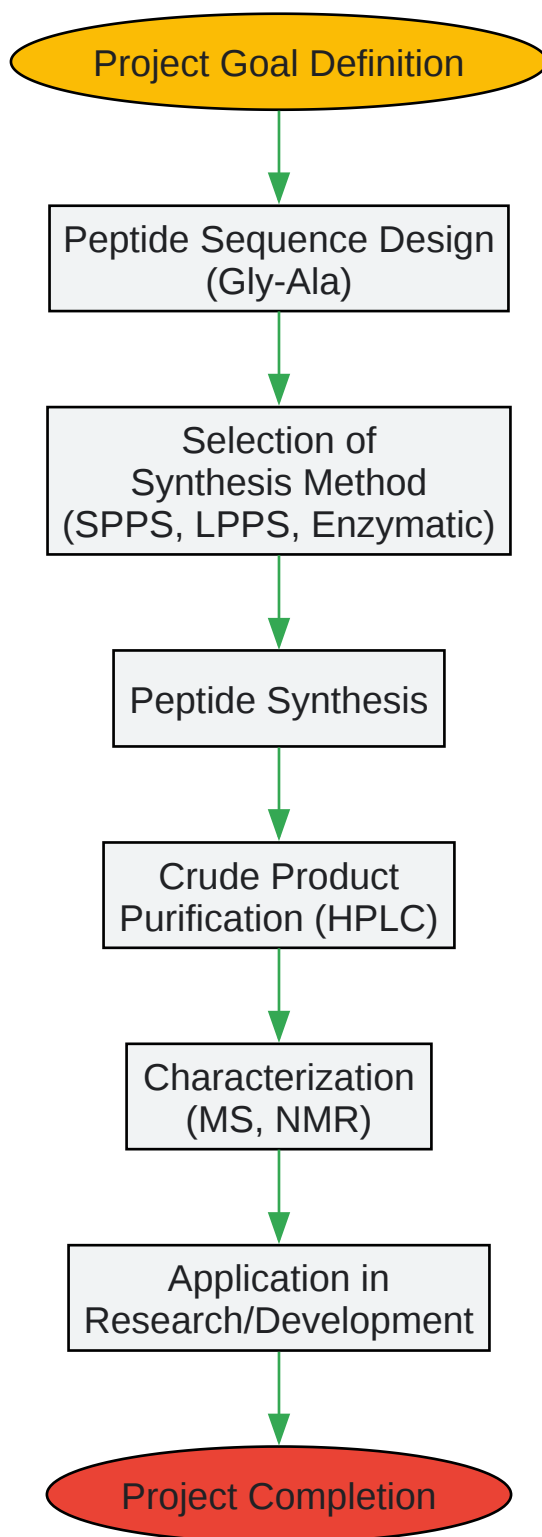 Project Goal Definition
Peptide Sequence Design
(Gly-Ala)
Selection of
Synthesis Method
(SPPS, LPPS, Enzymatic)
Peptide Synthesis
Crude Product
Purification (HPLC)
Characterization
(MS, NMR)
Application in
Research/Development
Project Completion